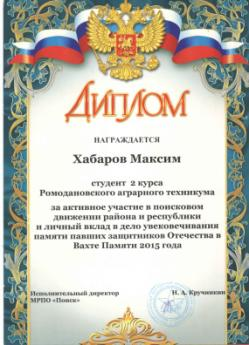 ДИПЛОМ
НАГРАЖДАЕТСЯ
Хабаров Максим
студент 2 курса
Ромодановского аграрного техникума
за активное участие в поисковом
движении района и республики
и личный вклад в дело увековечивания
памяти павших защитников Отечества в
Вахте Памяти 2015 года
Исполнительный директор
МРПО «Поиск»
Н. А. Кручинкин